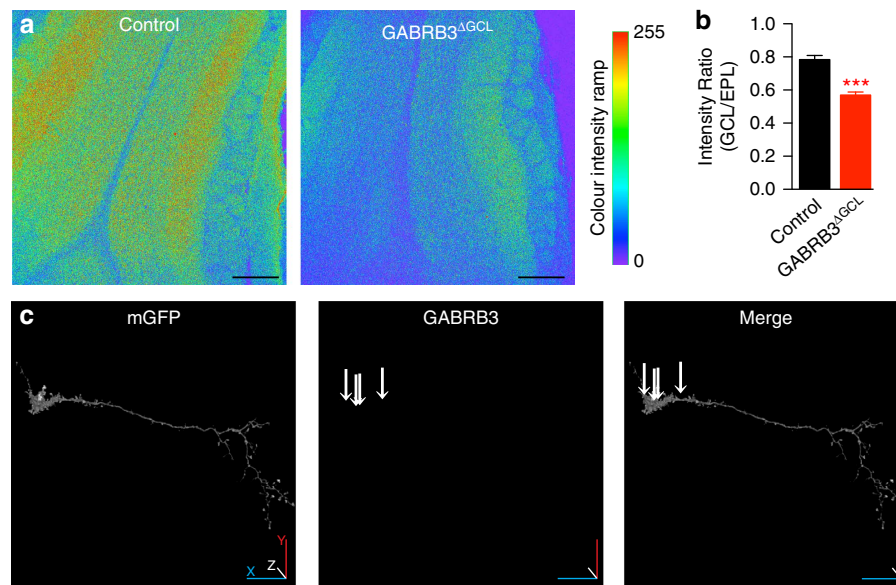 a
Control
GABRB3ΔGCL
Colour intensity ramp
255
0
b
Intensity Ratio
(GCL/EPL)
1.0
0.8
0.6
0.4
0.2
0.0
***
Control
GABRB3ΔGCL
c
mGFP
GABRB3
Merge
X
Y
Z